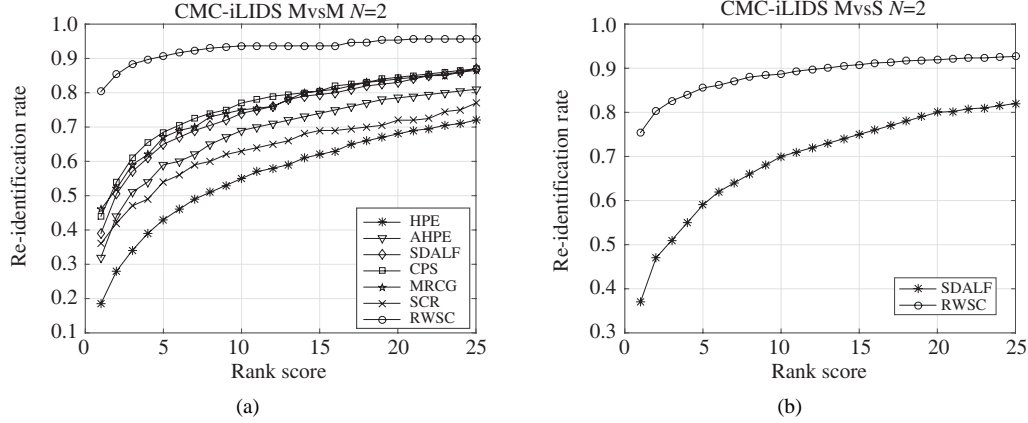 CMC-iLIDS MvsM N=2
Re-identification rate
1.0
0.9
0.8
0.7
0.6
0.5
0.4
0.3
0.2
0.1
HPE
AHPE
SDALF
CPS
MRCG
SCR
RWSC
0 5 10 15 20 25
Rank score
(a)
CMC-iLIDS MvsS N=2
Re-identification rate
1.0
0.9
0.8
0.7
0.6
0.5
0.4
0.3
SDALF
RWSC
0 5 10 15 20 25
Rank score
(b)